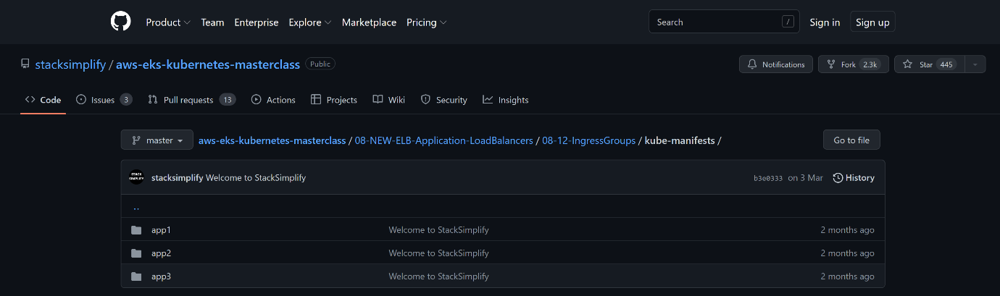 Product Team Enterprise Explore Marketplace Pricing Search / Sign in Sign up
stacksimplify / aws-eks-kubernetes-masterclass Public Notifications Fork 2.3k Star 445
Code Issues 3 Pull requests 13 Actions Projects Wiki Security Insights
master aws-eks-kubernetes-masterclass / 08-NEW-ELB-Application-LoadBalancers / 08-12-IngressGroups / kube-manifests / Go to file
STACK
SIMPLIFY
stacksimplify Welcome to StackSimplify b3e0333 on 3 Mar History
..
app1 Welcome to StackSimplify 2 months ago
app2 Welcome to StackSimplify 2 months ago
app3 Welcome to StackSimplify 2 months ago